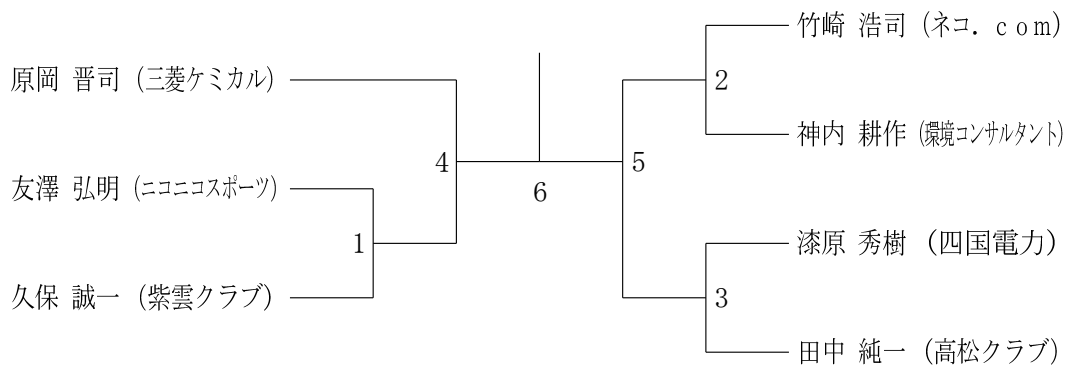 原岡 晋司 (三菱ケミカル)
友澤 弘明 (ニコニコスポーツ)
久保 誠一 (紫雲クラブ)
1
4
6
5
2
3
竹崎 浩司 (ネコ．ｃｏｍ)
神内 耕作 (環境コンサルタント)
漆原 秀樹 (四国電力)
田中 純一 (高松クラブ)